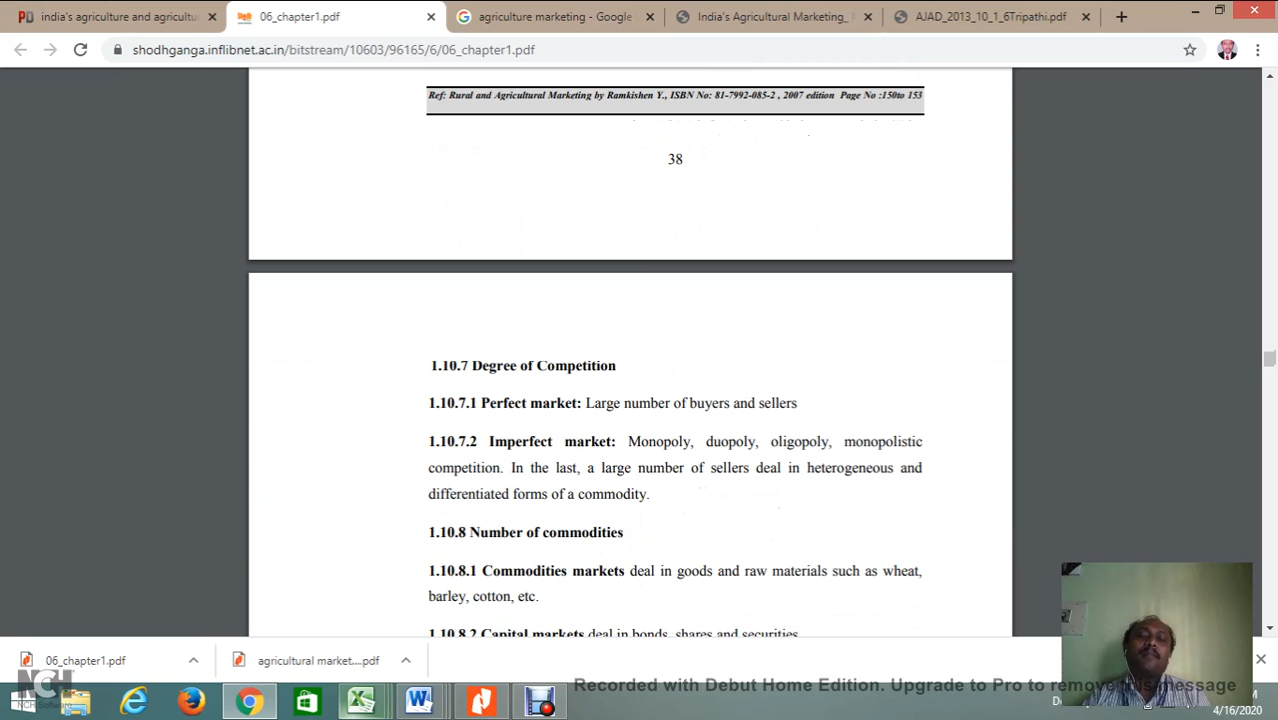 india's agriculture and agricultu
06_chapter1.pdf
agriculture marketing - Google
India's Agricultural Marketing_
AJAD_2013_10_1_6Tripathi.pdf
shodhganga.inflibnet.ac.in/bitstream/10603/96165/6/06_chapter1.pdf
Ref: Rural and Agricultural Marketing by Ramkishen Y., ISBN No: 81-7992-085-2 , 2007 edition Page No :150to 153
38
1.10.7 Degree of Competition
1.10.7.1 Perfect market: Large number of buyers and sellers
1.10.7.2 Imperfect market: Monopoly, duopoly, oligopoly, monopolistic
competition. In the last, a large number of sellers deal in heterogeneous and
differentiated forms of a commodity.
1.10.8 Number of commodities
1.10.8.1 Commodities markets deal in goods and raw materials such as wheat,
barley, cotton, etc.
1.10.8.2 Capital markets deal in bonds, shares and securities
06_chapter1.pdf
agricultural market....pdf
NCH
NCH Software
Recorded with Debut Home Edition. Upgrade to Pro to remove this message
4/16/2020